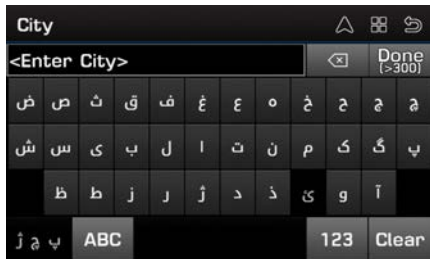 City
<Enter City>
Done
(>300)
ض ص ث ق ف غ ع ه خ ح ج چ
ش س ی ب ل ا ت ن م ک گ پ
ظ ط ز ر ژ د ذ ئ و آ
پ چ ژ ABC 123 Clear